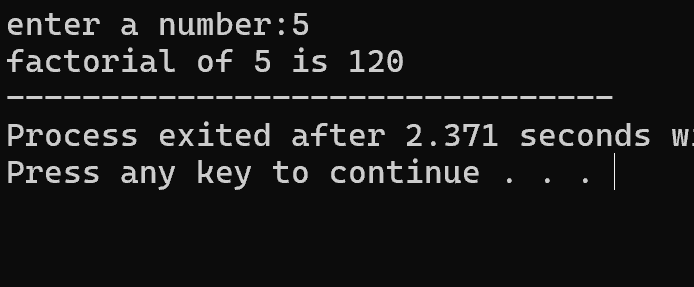 enter a number:5
factorial of 5 is 120
--------------------------------
Process exited after 2.371 seconds
Press any key to continue . . .